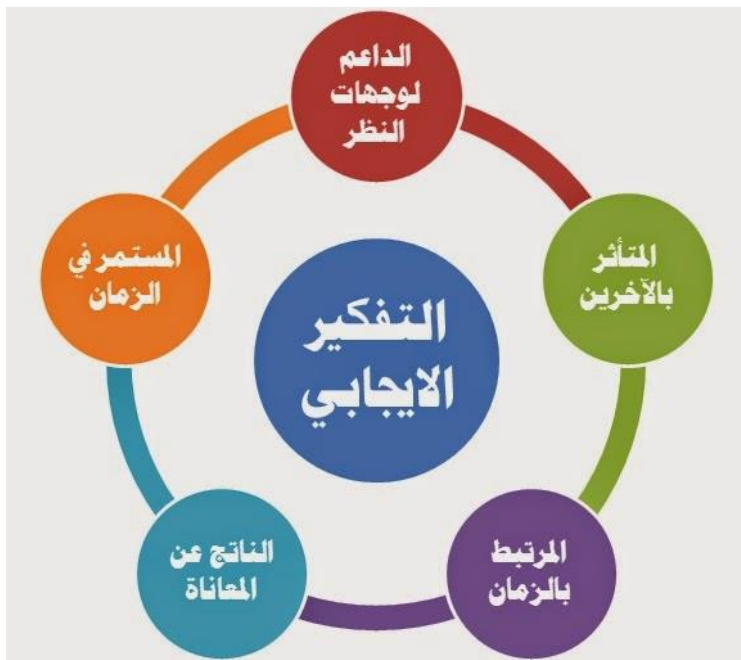 الداعم
لوجهات
النظر
المتأثر
بالآخرين
المرتبط
بالزمان
الناتج عن
المعاناة
المستمر في
الزمان
التفكير
الايجابي